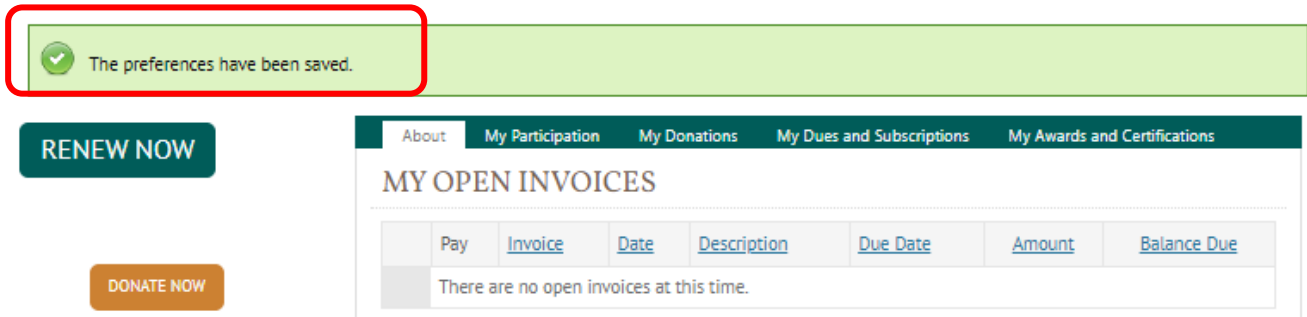 The preferences have been saved.
RENEW NOW
About My Participation My Donations My Dues and Subscriptions My Awards and Certifications
MY OPEN INVOICES
Pay Invoice Date Description Due Date Amount Balance Due
There are no open invoices at this time.
DONATE NOW